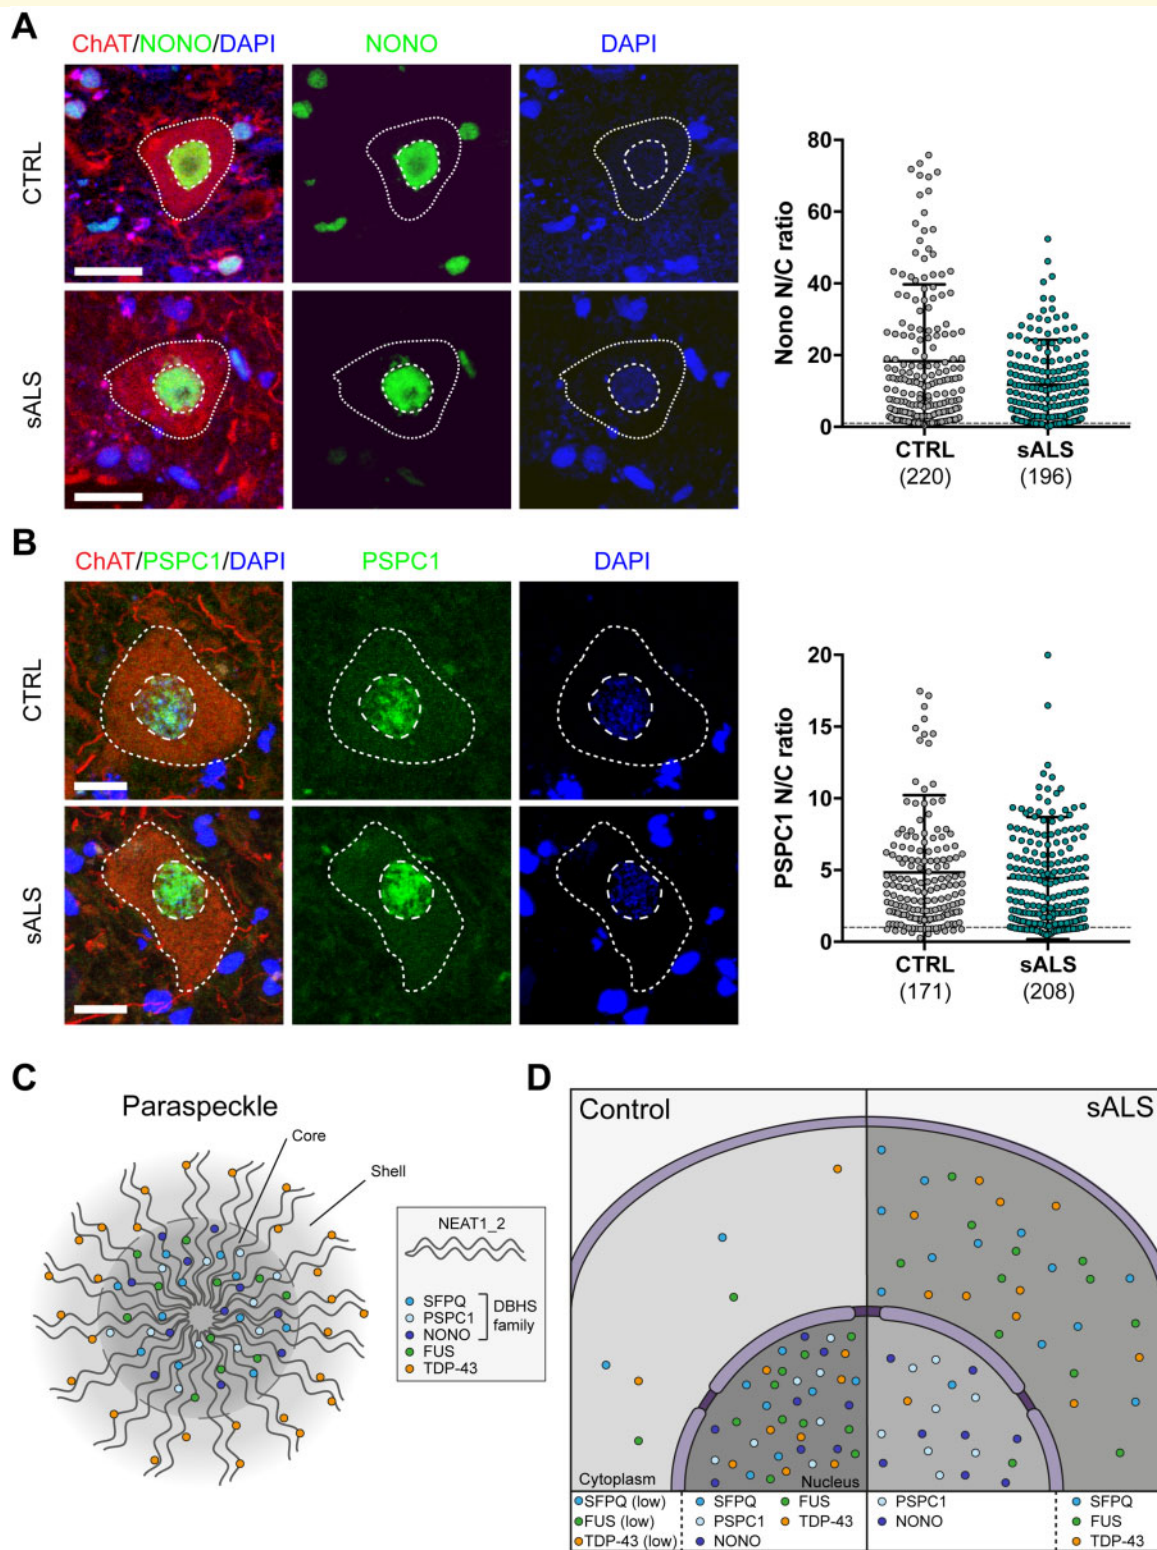 A
ChAT/NONO/DAPI
NONO
DAPI
CTRL
sALS
Nono N/C ratio
80
60
40
20
0
CTRL
(220)
sALS
(196)
B
ChAT/PSPC1/DAPI
PSPC1
DAPI
CTRL
sALS
PSPC1 N/C ratio
20
15
10
5
0
CTRL
(171)
sALS
(208)
C
Paraspeckle
Core
Shell
NEAT1_2
SFPQ
PSPC1
NONO
DBHS
family
FUS
TDP-43
D
Control
sALS
Cytoplasm
Nucleus
SFPQ (low)
FUS (low)
TDP-43 (low)
SFPQ
PSPC1
NONO
FUS
TDP-43
PSPC1
NONO
SFPQ
FUS
TDP-43